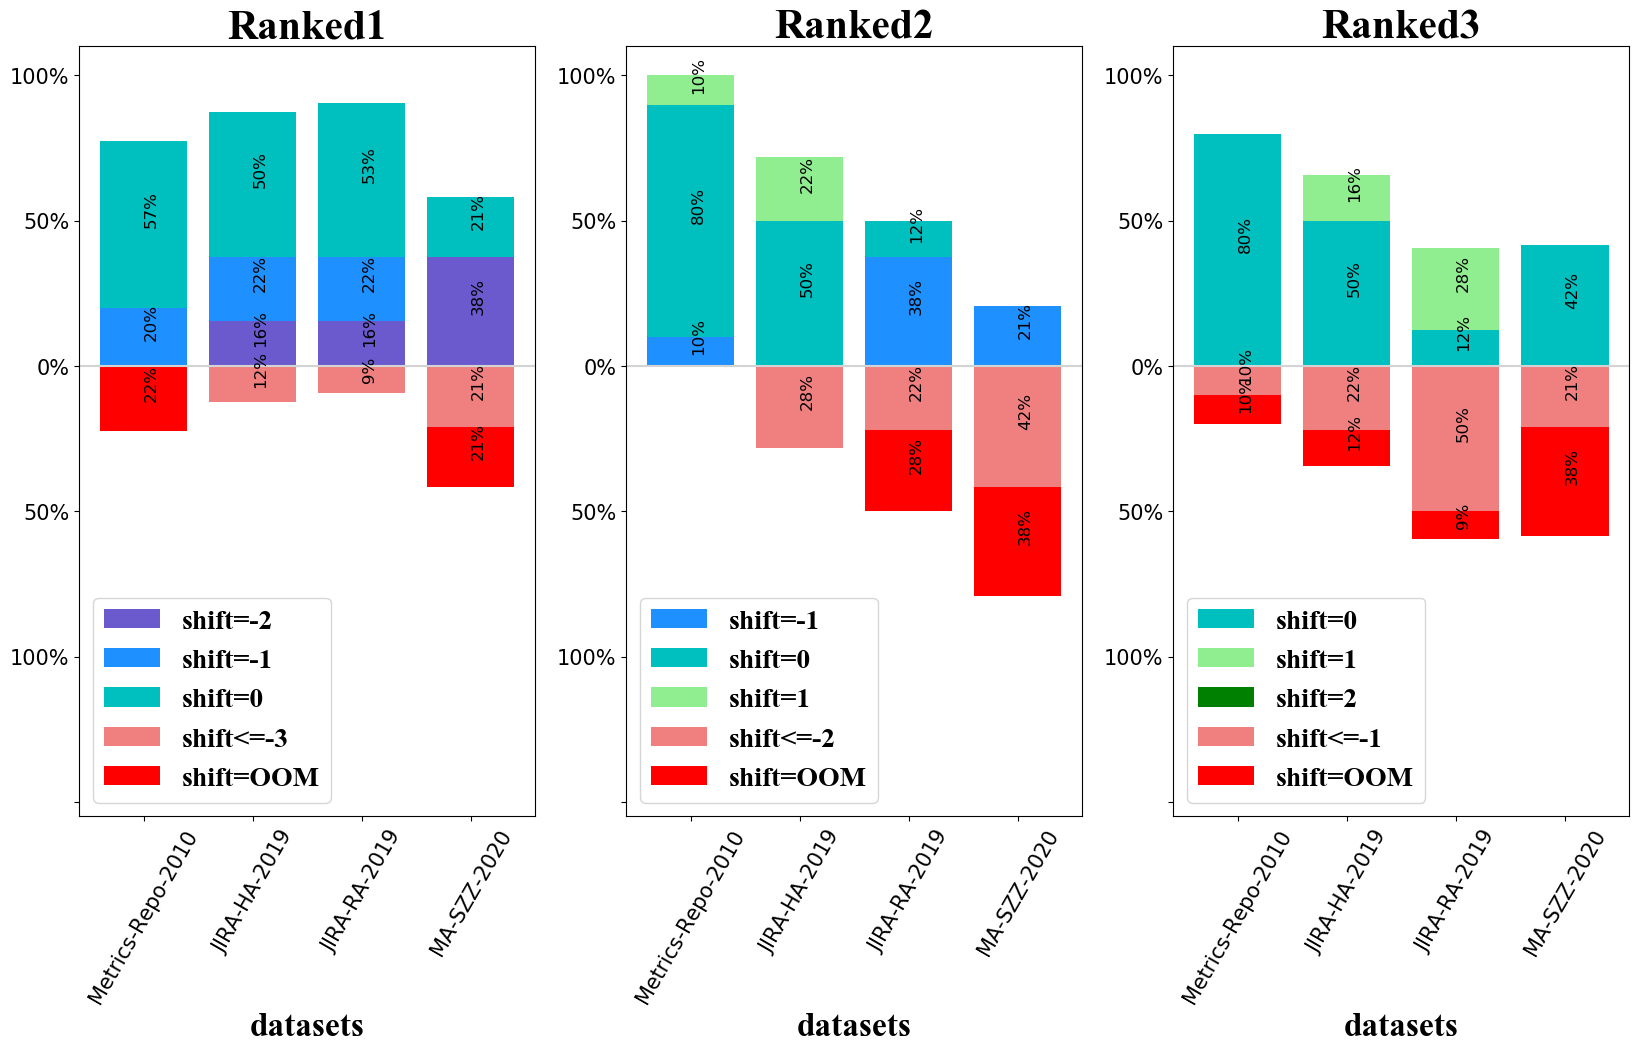 Ranked1
100%
50%
0%
50%
100%
57%
20%
22%
50%
22%
16%
12%
53%
22%
16%
9%
21%
38%
21%
21%
shift=-2
shift=-1
shift=0
shift<=-3
shift=OOM
Metrics-Repo-2010
JIRA-HA-2019
JIRA-RA-2019
MA-SZZ-2020
datasets
Ranked2
100%
50%
0%
50%
100%
10%
80%
10%
22%
50%
28%
12%
38%
22%
28%
21%
42%
38%
shift=-1
shift=0
shift=1
shift<=-2
shift=OOM
Metrics-Repo-2010
JIRA-HA-2019
JIRA-RA-2019
MA-SZZ-2020
datasets
Ranked3
100%
50%
0%
50%
100%
80%
10%
10%
16%
50%
22%
12%
28%
12%
50%
9%
42%
21%
38%
shift=0
shift=1
shift=2
shift<=-1
shift=OOM
Metrics-Repo-2010
JIRA-HA-2019
JIRA-RA-2019
MA-SZZ-2020
datasets